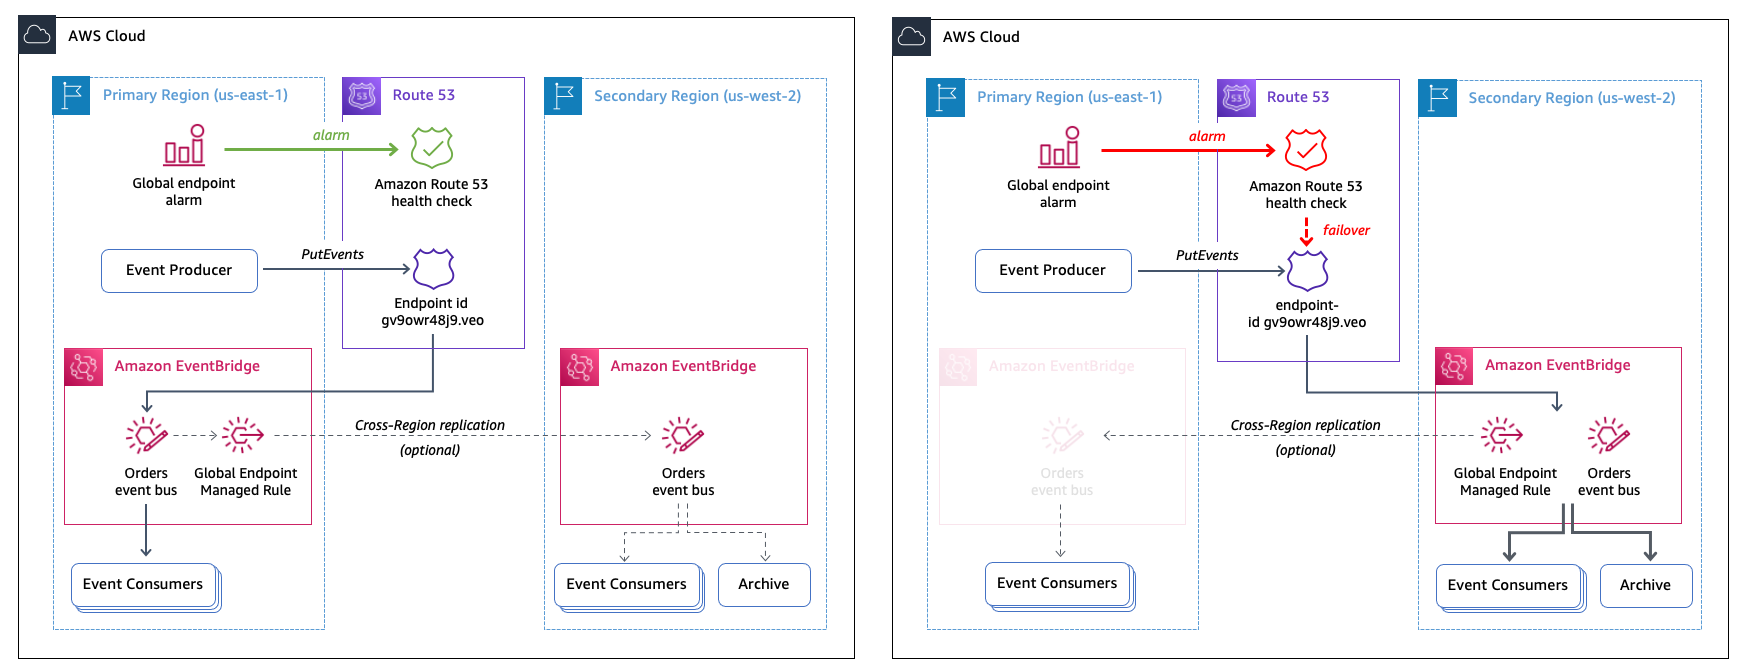 AWS Cloud
Primary Region (us-east-1)
53
Route 53
Secondary Region (us-west-2)
alarm
Global endpoint
alarm
Amazon Route 53
health check
Event Producer
PutEvents
Endpoint id
gv9owr48j9.veo
Amazon EventBridge
Amazon EventBridge
Cross-Region replication
(optional)
Orders
event bus
Global Endpoint
Managed Rule
Orders
event bus
Event Consumers
Event Consumers
Archive
AWS Cloud
Primary Region (us-east-1)
53
Route 53
Secondary Region (us-west-2)
alarm
Global endpoint
alarm
Amazon Route 53
health check
failover
Event Producer
PutEvents
endpoint-
id gv9owr48j9.veo
Amazon EventBridge
Amazon EventBridge
Cross-Region replication
(optional)
Orders
event bus
Global Endpoint
Managed Rule
Orders
event bus
Event Consumers
Event Consumers
Archive